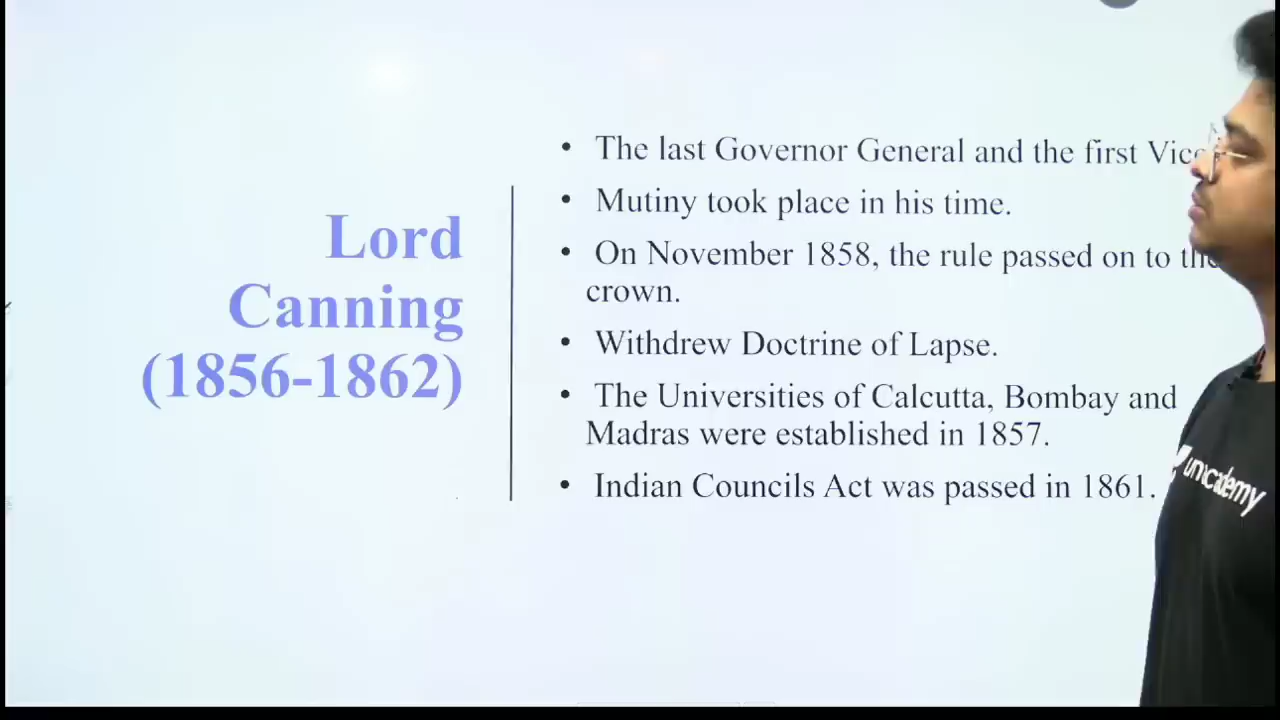 Lord
Canning
(1856-1862)
• The last Governor General and the first
• Mutiny took place in his time.
• On November 1858, the rule passed on to the
crown.
• Withdrew Doctrine of Lapse.
• The Universities of Calcutta, Bombay and
Madras were established in 1857.
• Indian Councils Act was passed in 1861.
unacademy